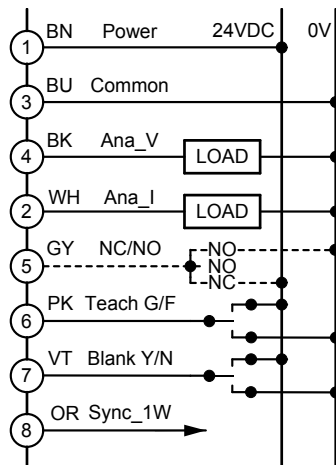 24VDC 0V
1 BN Power
3 BU Common
4 BK Ana_V LOAD
2 WH Ana_I LOAD
5 GY NC/NO NO
NO
NC
6 PK Teach G/F
7 VT Blank Y/N
8 OR Sync_1W